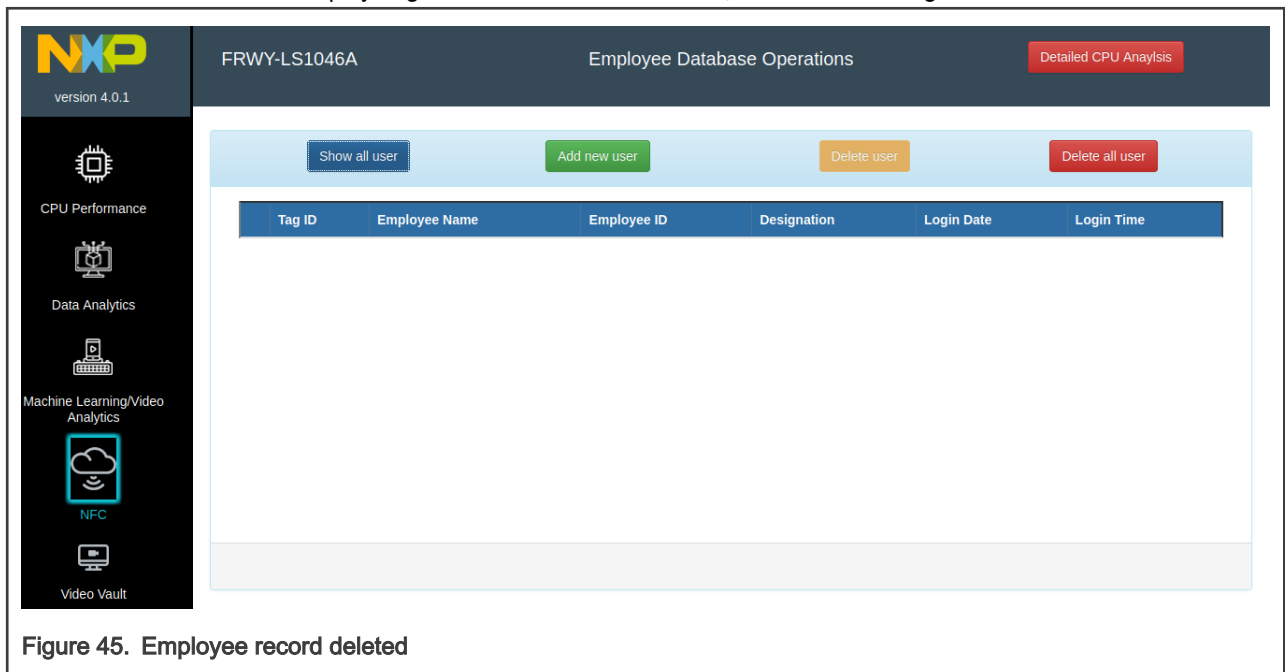 NXP
version 4.0.1
FRWY-LS1046A
Employee Database Operations
Detailed CPU Anaylsis
CPU Performance
Data Analytics
Machine Learning/Video
Analytics
NFC
Video Vault
Show all user
Add new user
Delete user
Delete all user
Tag ID
Employee Name
Employee ID
Designation
Login Date
Login Time
Figure 45. Employee record deleted